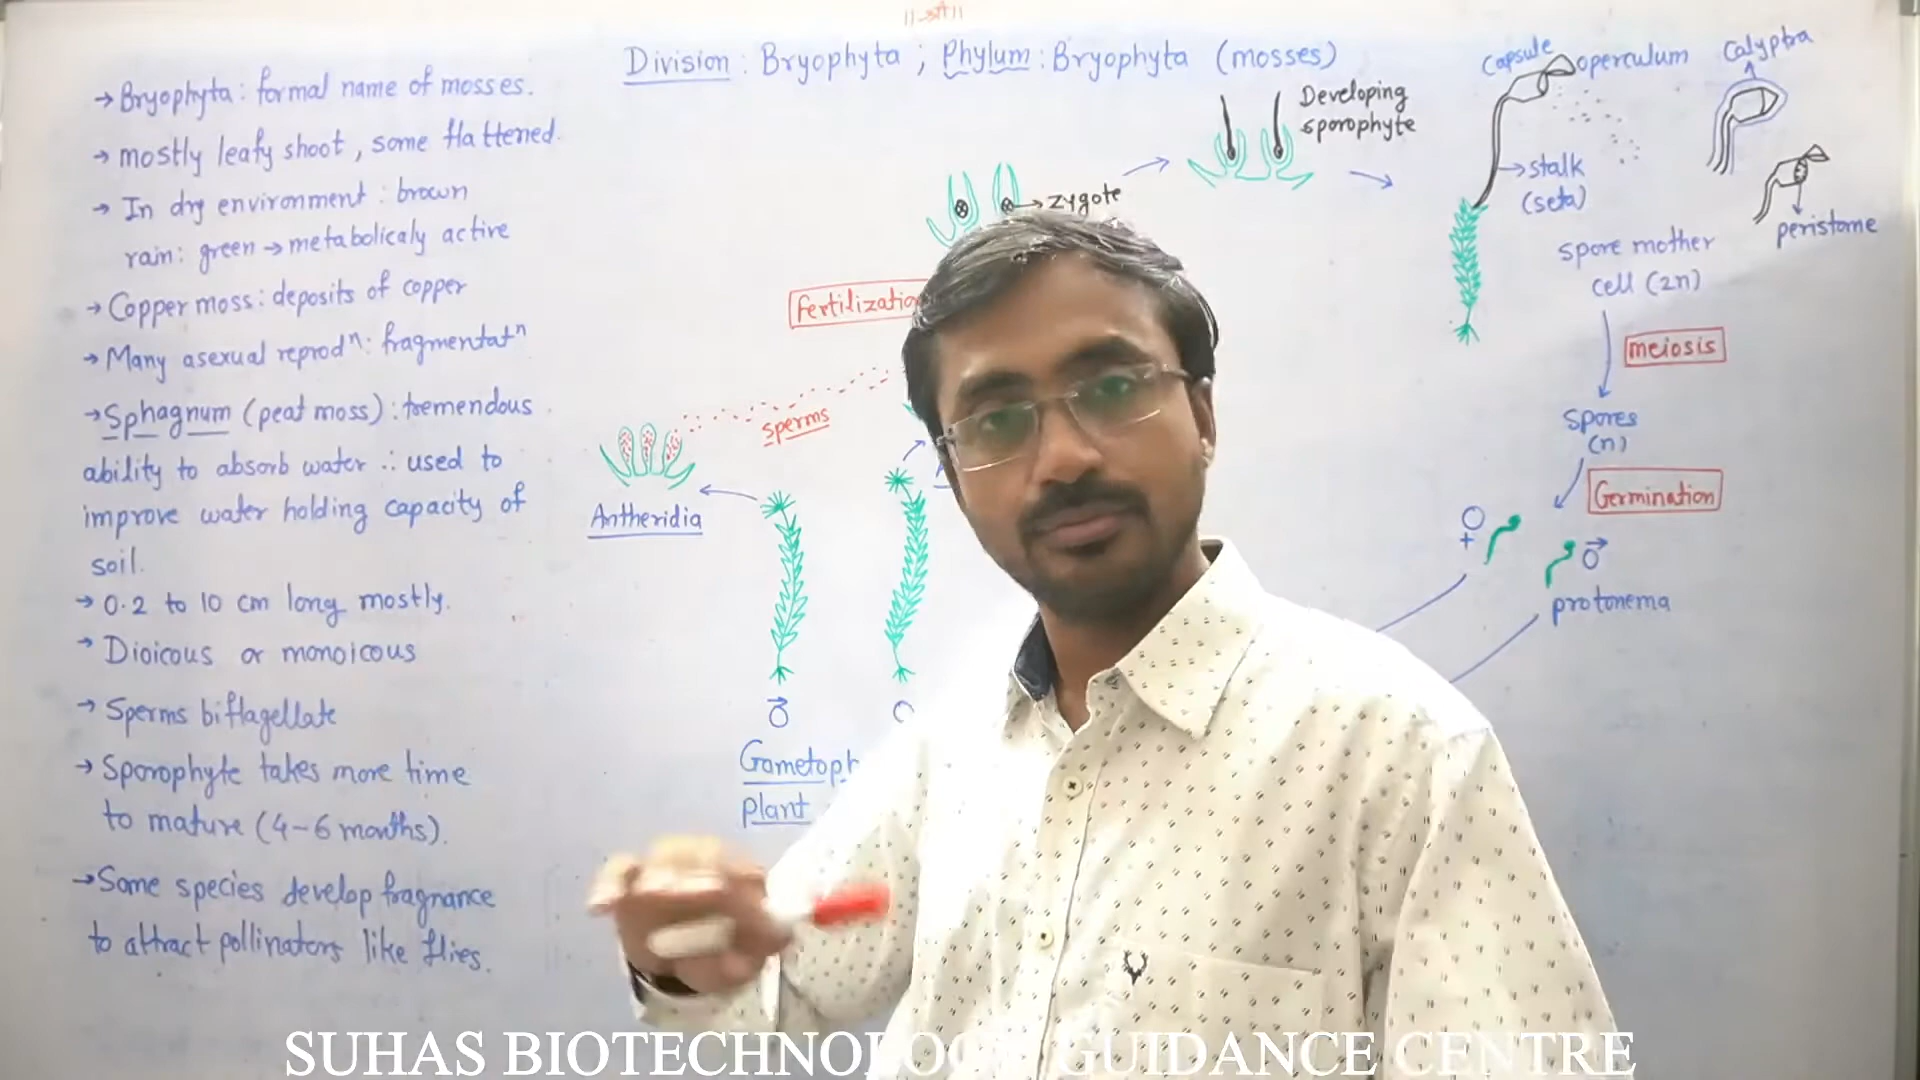 ॥श्री॥
Division : Bryophyta ; Phylum : Bryophyta (mosses)
→ Bryophyta : formal name of mosses.
→ mostly leafy shoot , some flattened.
→ In dry environment : brown
rain : green → metabolicaly active
→ Copper moss : deposits of copper
→ Many asexual reprodⁿ : fragmentatⁿ
→ Sphagnum (peat moss) : tremendous
ability to absorb water ∴ used to
improve water holding capacity of
soil.
→ 0.2 to 10 cm long mostly.
→ Dioicous or monoicous
→ Sperms biflagellate
→ Sporophyte takes more time
to mature (4-6 months).
→ Some species develop fragnance
to attract pollinators like flies.
zygote
Developing
sporophyte
Fertilizatio
sperms
Antheridia
♂
Gametoph
plant
Capsule
operculum
Calyptra
stalk
(seta)
peristome
spore mother
cell (2n)
meiosis
Spores
(n)
Germination
♀
♂
protonema
SUHAS BIOTECHNOLOGY GUIDANCE CENTRE